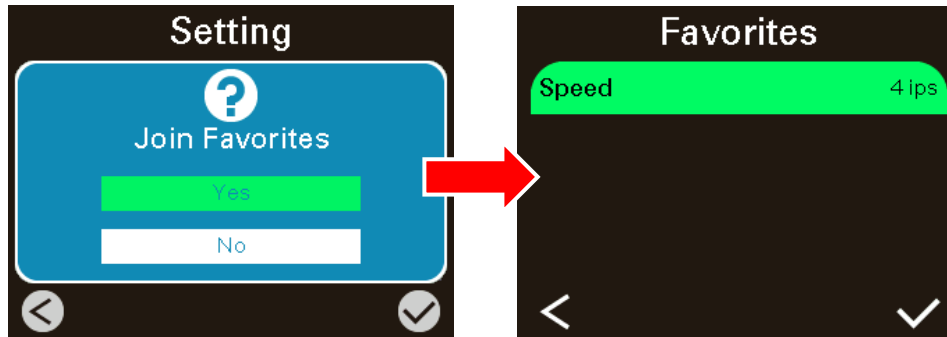 Setting
?
Join Favorites
Yes
No
Favorites
Speed 4 ips